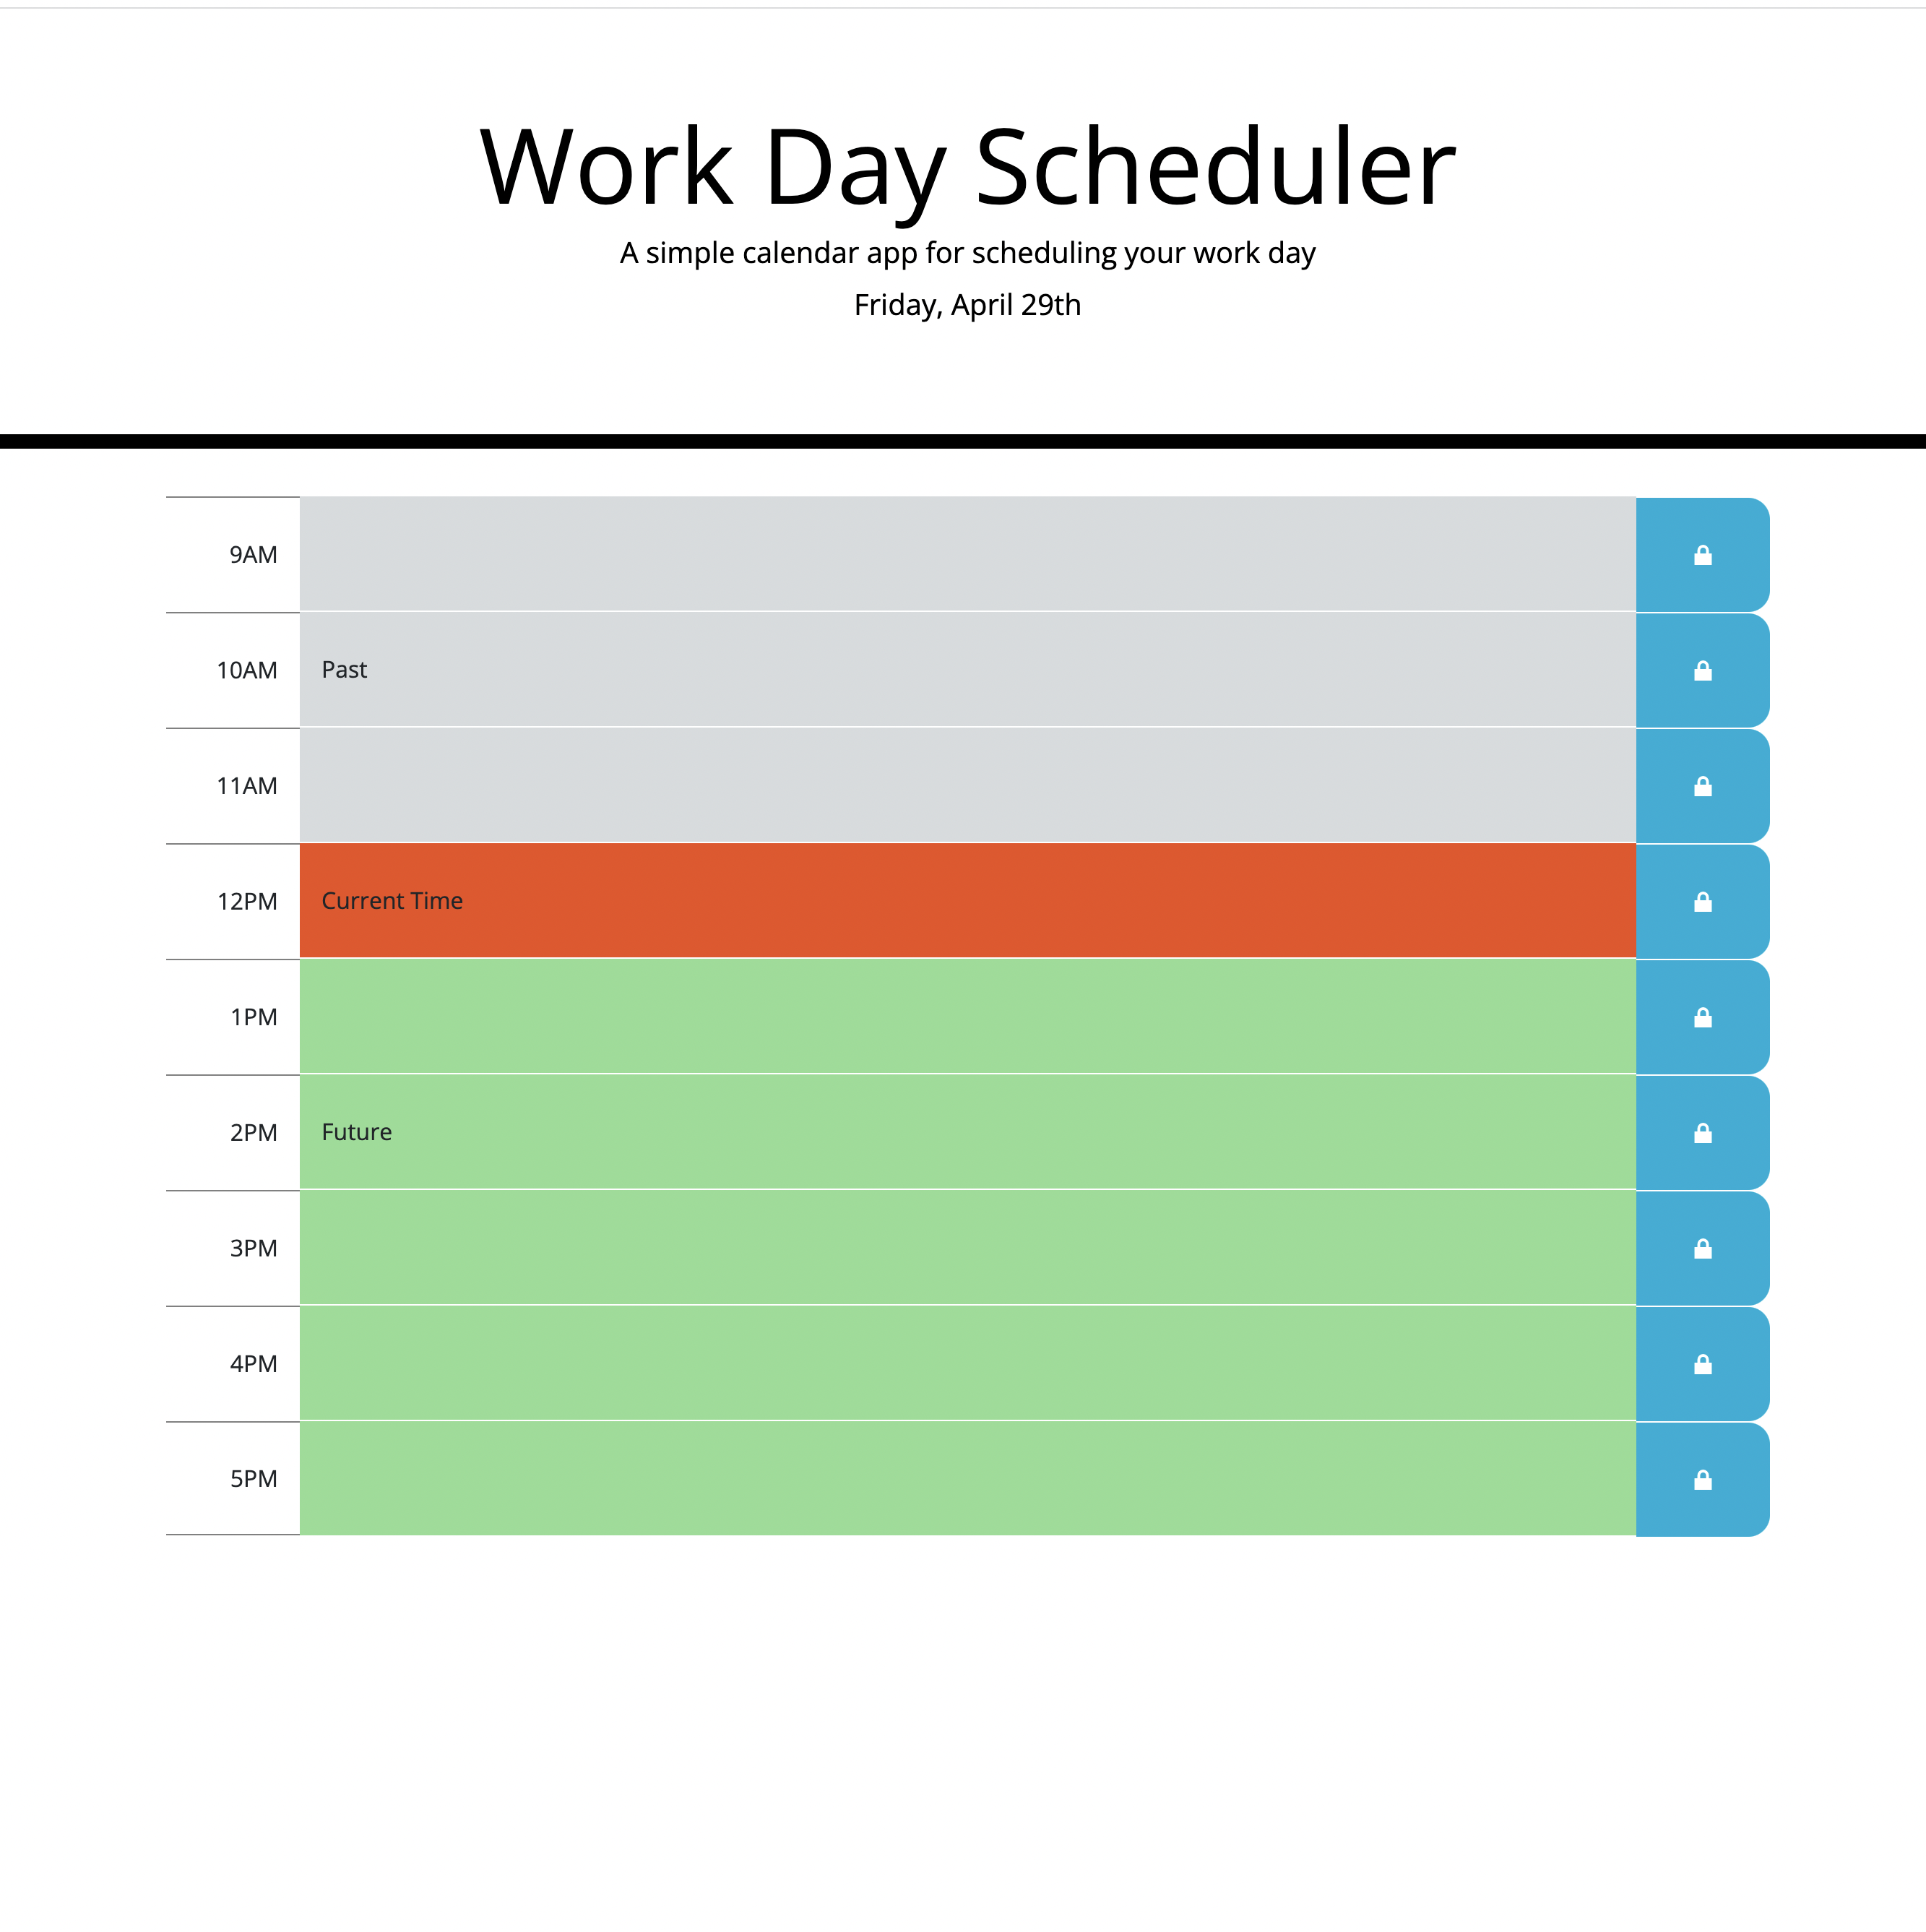 Work Day Scheduler
A simple calendar app for scheduling your work day
Friday, April 29th
9AM
10AM Past
11AM
12PM Current Time
1PM
2PM Future
3PM
4PM
5PM